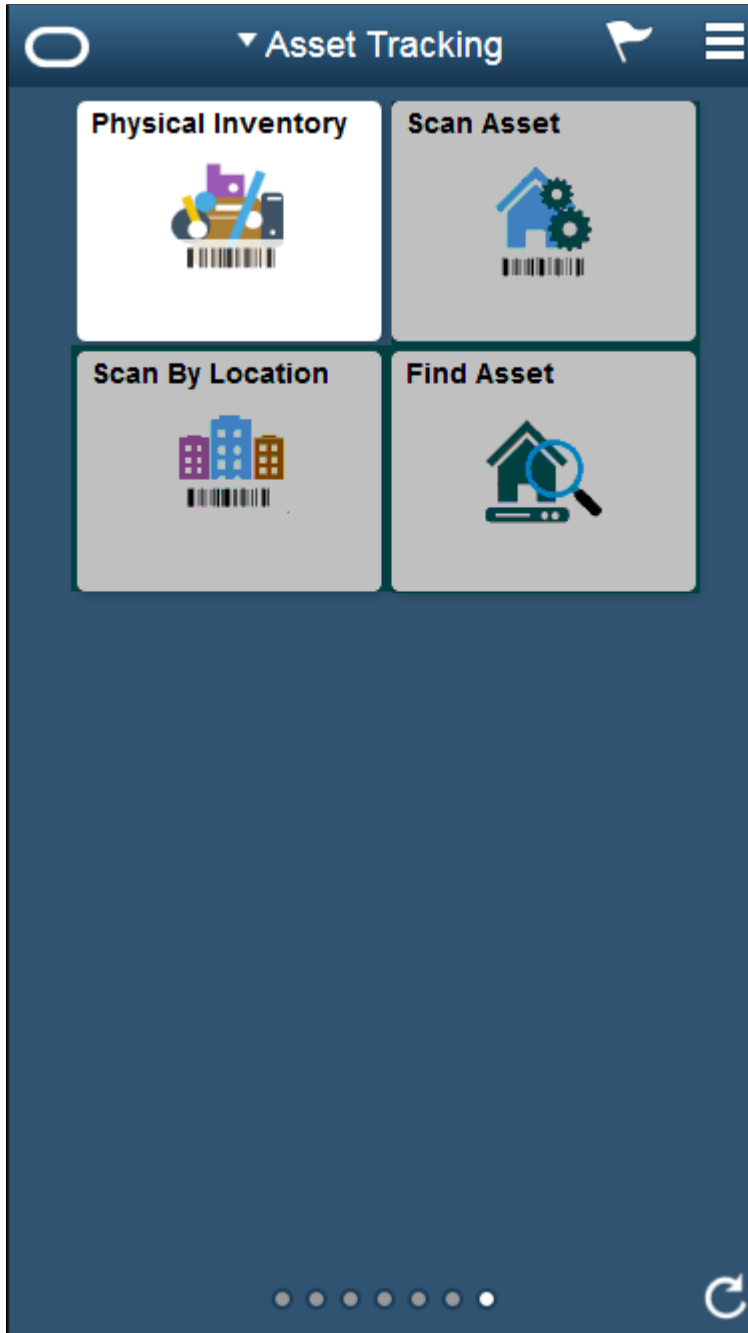 Asset Tracking
Physical Inventory
Scan Asset
Scan By Location
Find Asset